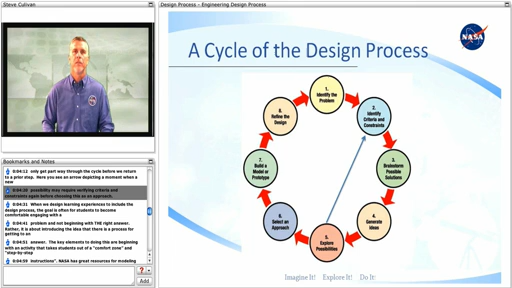 Steve Culivan
Design Process - Engineering Design Process
A Cycle of the Design Process
NASA
1.
Identify the
Problem
2.
Identify
Criteria and
Constraints
3.
Brainstorm
Possible
Solutions
4.
Generate
Ideas
5.
Explore
Possibilities
6.
Select an
Approach
7.
Build a
Model or
Prototype
8.
Refine the
Design
Imagine It! Explore It! Do It!
Bookmarks and Notes
0:04:12 only get part way through the cycle before we return
to a prior step. Here you see an arrow depicting a moment when a
new
0:04:20 possibility may require verifying criteria and
constraints again before choosing this as an approach.
0:04:31 When we design learning experiences to include the
design process, the goal is often for students to become
comfortable engaging with a
0:04:41 problem and not beginning with THE right answer.
Rather, it is about introducing the idea that there is a process for
getting to an
0:04:51 answer. The key elements to doing this are beginning
with an activity that takes students out of a "comfort zone" and
"step-by-step
0:04:59 instructions". NASA has great resources for modeling
?
Add